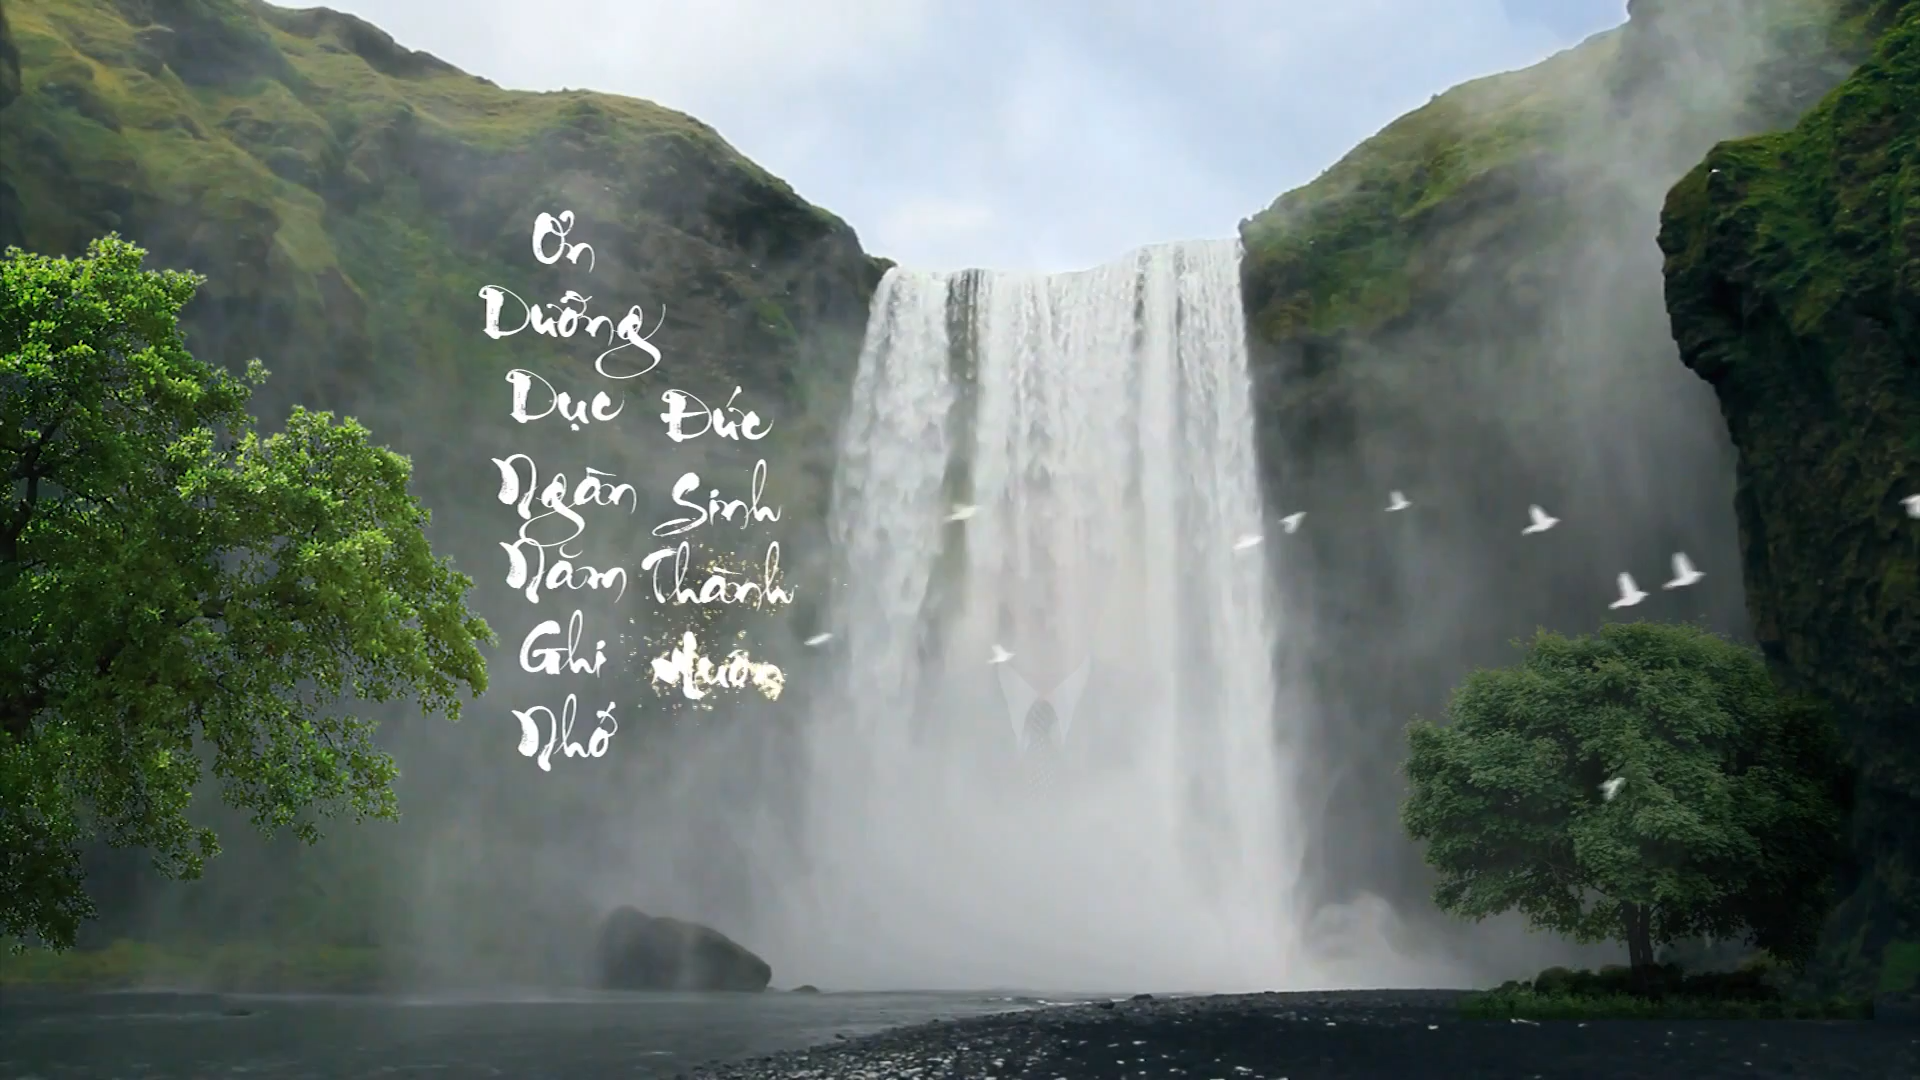 Ơn
Dưỡng
Dục
Ngàn
Năm
Ghi
Nhớ
Đức
Sinh
Thành
Muôn